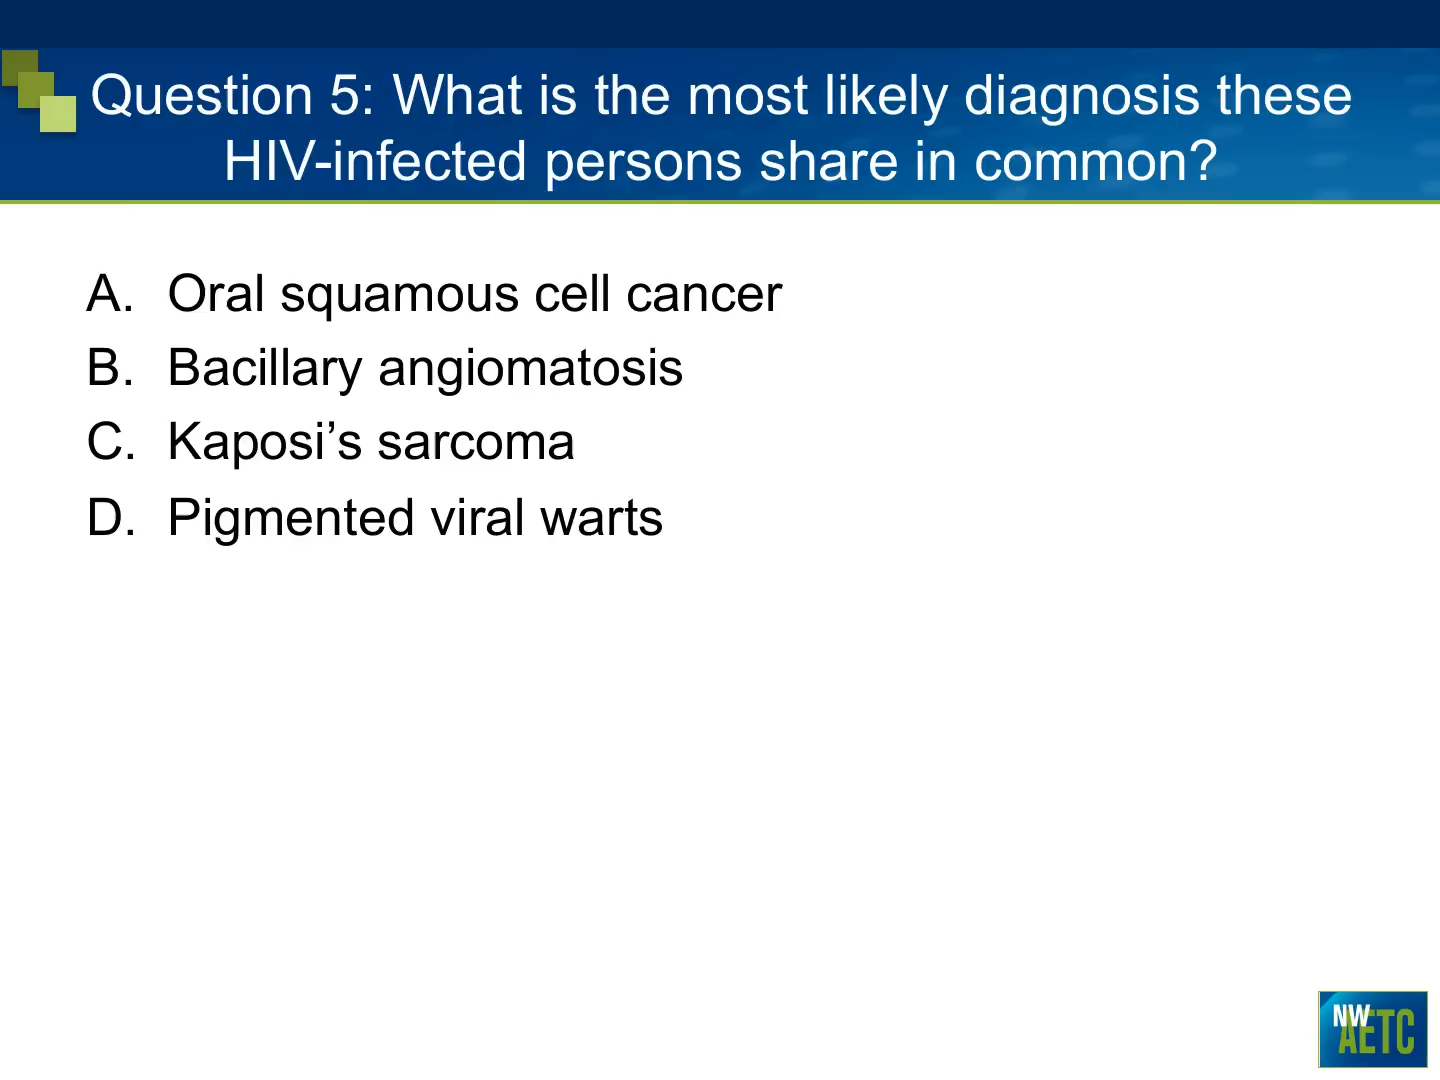 Question 5: What is the most likely diagnosis these
HIV-infected persons share in common?
A. Oral squamous cell cancer
B. Bacillary angiomatosis
C. Kaposi’s sarcoma
D. Pigmented viral warts
NW
AETC